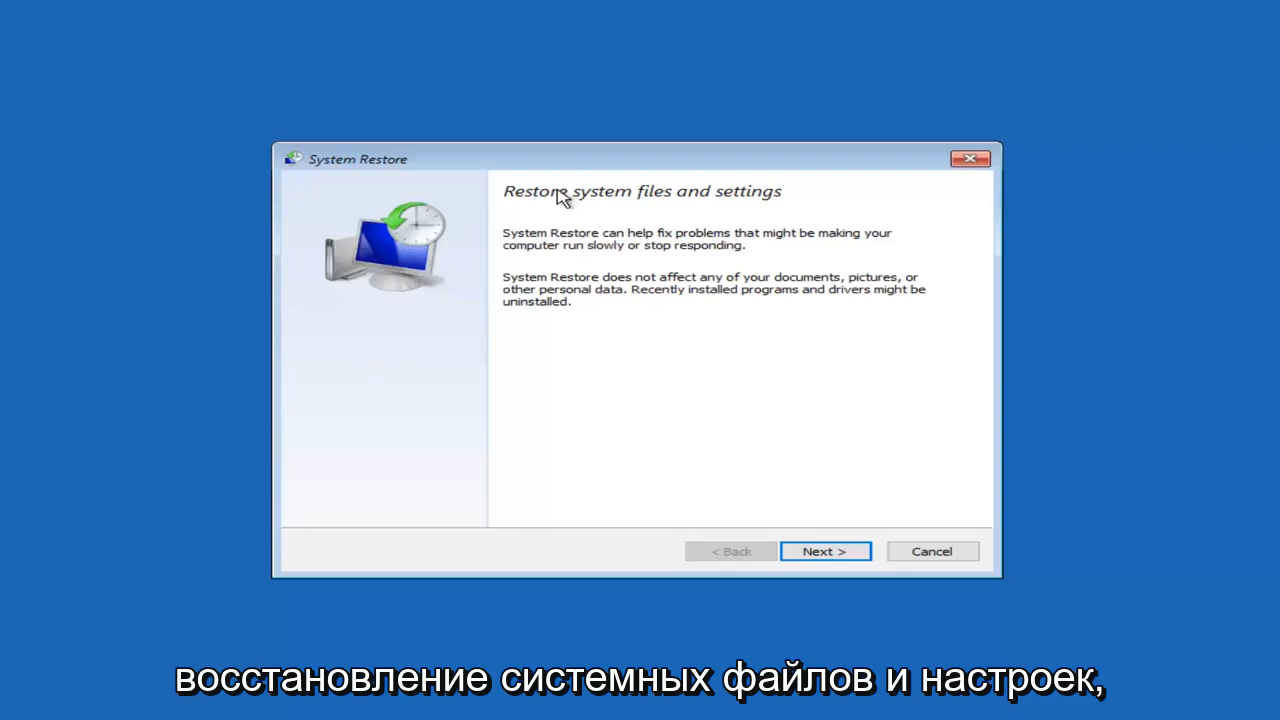 System Restore
Restore system files and settings
System Restore can help fix problems that might be making your
computer run slowly or stop responding.
System Restore does not affect any of your documents, pictures, or
other personal data. Recently installed programs and drivers might be
uninstalled.
< Back
Next >
Cancel
восстановление системных файлов и настроек,